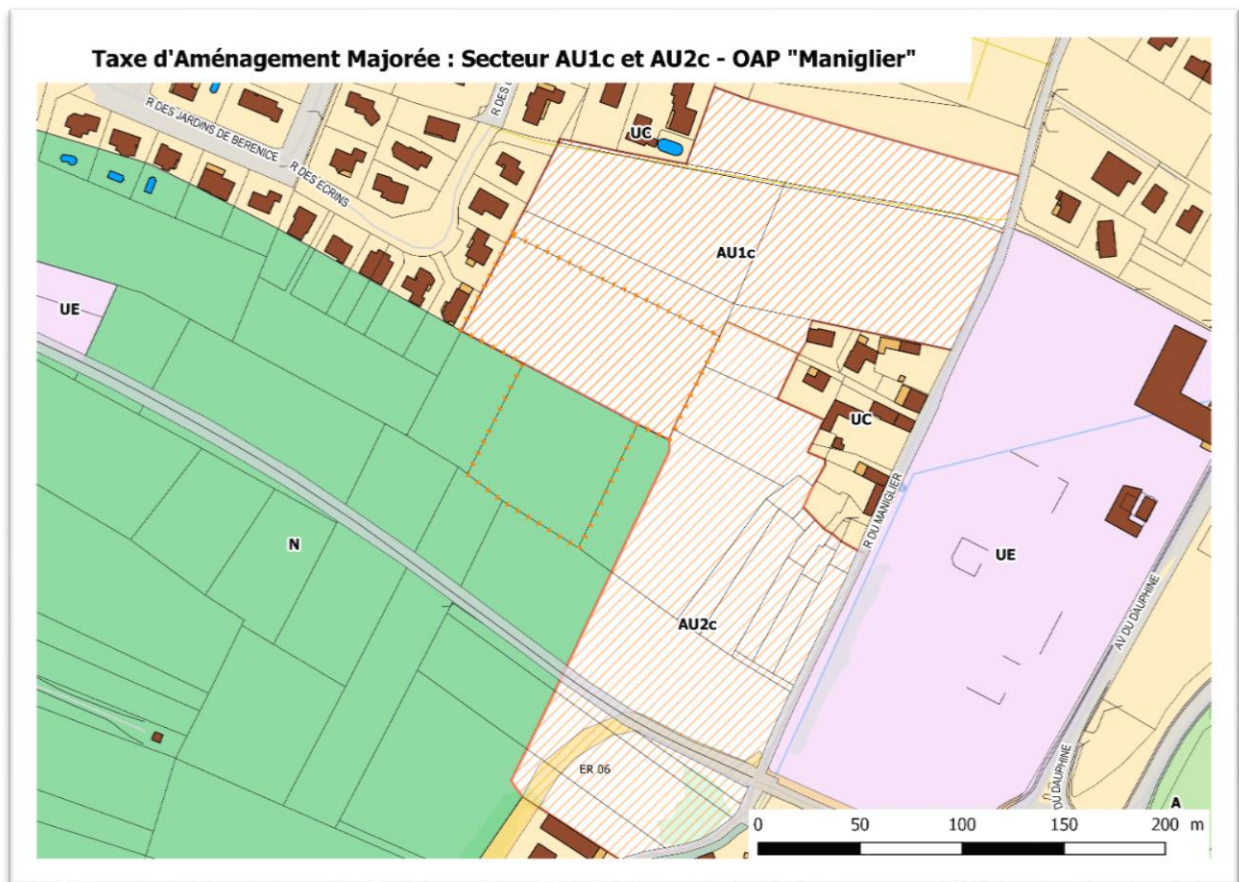 Taxe d'Aménagement Majorée : Secteur AU1c et AU2c - OAP "Maniglier"
R DES JARDINS DE BERENICE
R DES ECRINS
UC
AU1c
UE
UC
R DU MANIGLIER
N
UE
AU2c
AV DU DAUPHINE
ER 06
DU DAUPHINE
A
0 50 100 150 200 m